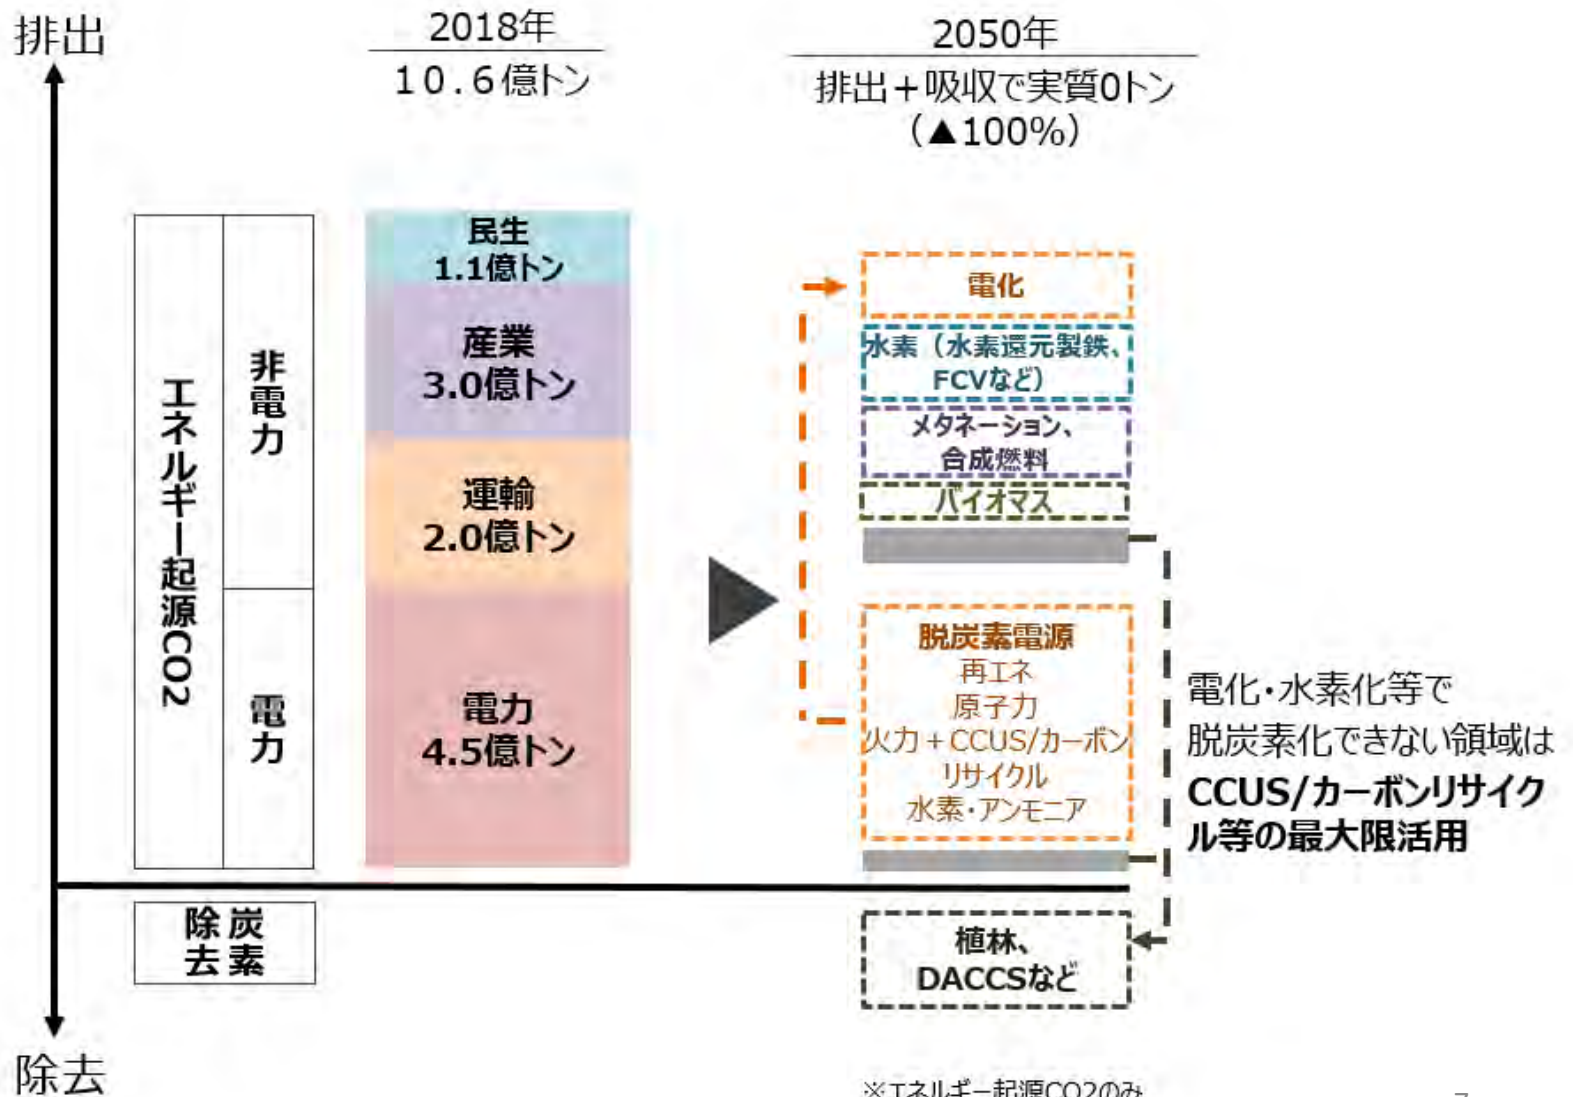 排出
2018年
10.6億トン
2050年
排出+吸収で実質0トン
(▲100%)
エネルギー起源CO2
非電力
電力
民生
1.1億トン
産業
3.0億トン
運輸
2.0億トン
電力
4.5億トン
電化
水素(水素還元製鉄、
FCVなど)
メタネーション、
合成燃料
バイオマス
脱炭素電源
再エネ
原子力
火力+CCUS/カーボン
リサイクル
水素・アンモニア
電化・水素化等で
脱炭素化できない領域は
CCUS/カーボンリサイク
ル等の最大限活用
炭素
除去
植林、
DACCSなど
除去
※エネルギー起源CO2のみ
7